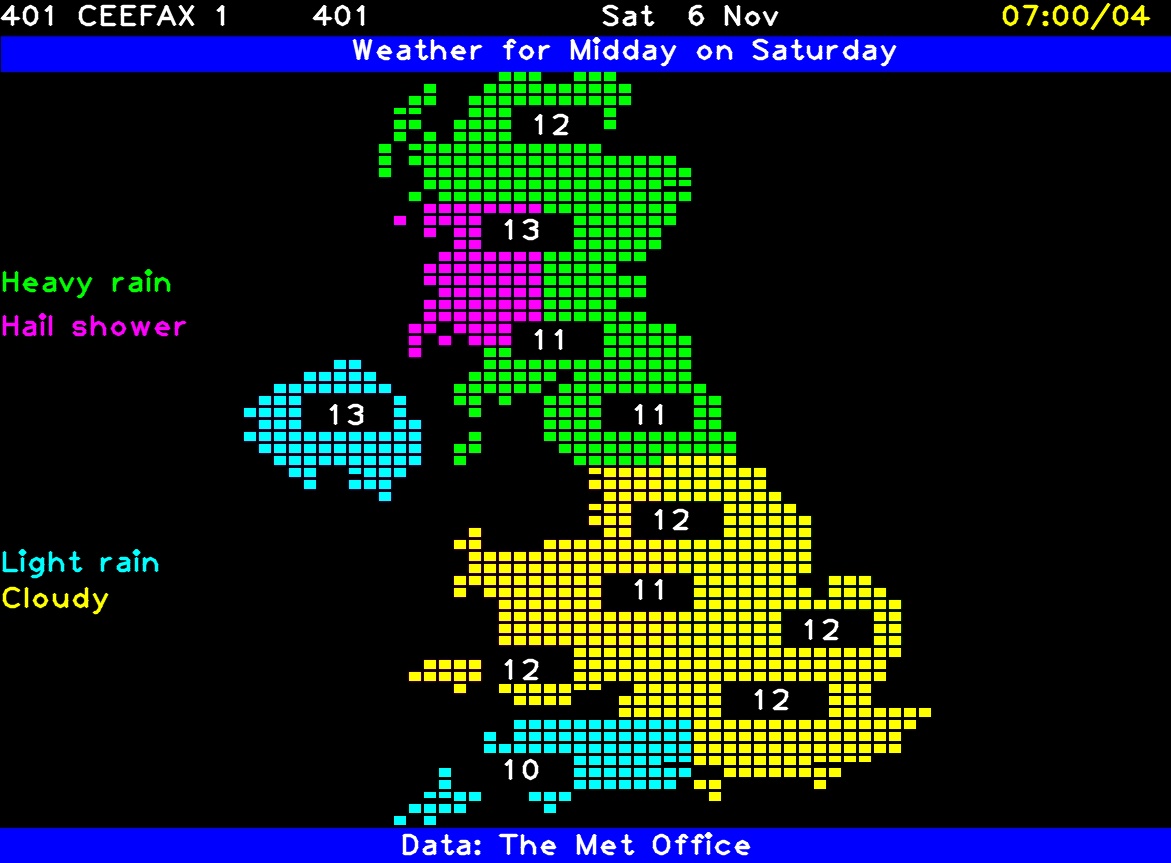 401 CEEFAX 1 401 Sat 6 Nov 07:00/04
Weather for Midday on Saturday
12
13
Heavy rain
Hail shower
11
13 11
12
Light rain
11
Cloudy
12
12
12
10
Data: The Met Office